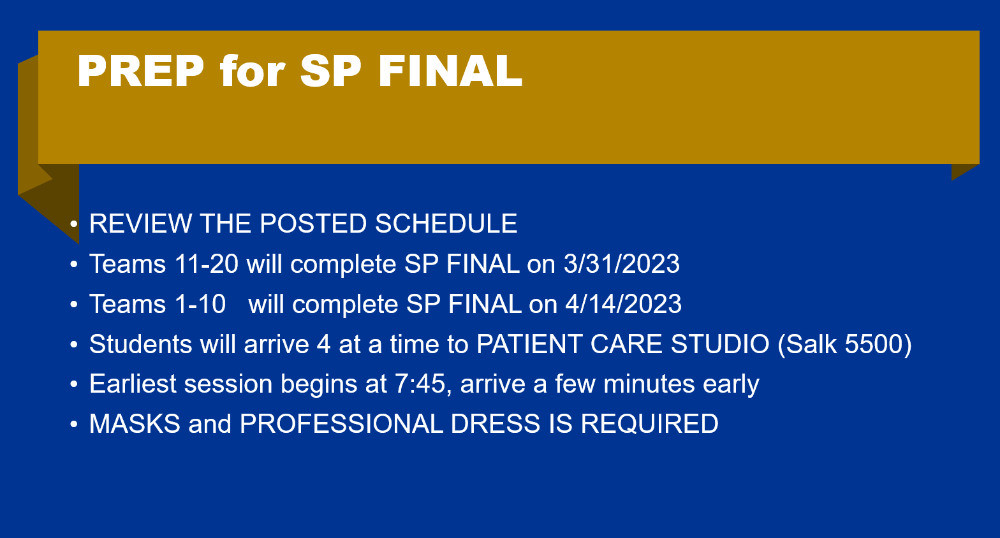 PREP for SP FINAL
• REVIEW THE POSTED SCHEDULE
• Teams 11-20 will complete SP FINAL on 3/31/2023
• Teams 1-10   will complete SP FINAL on 4/14/2023
• Students will arrive 4 at a time to PATIENT CARE STUDIO (Salk 5500)
• Earliest session begins at 7:45, arrive a few minutes early
• MASKS and PROFESSIONAL DRESS IS REQUIRED